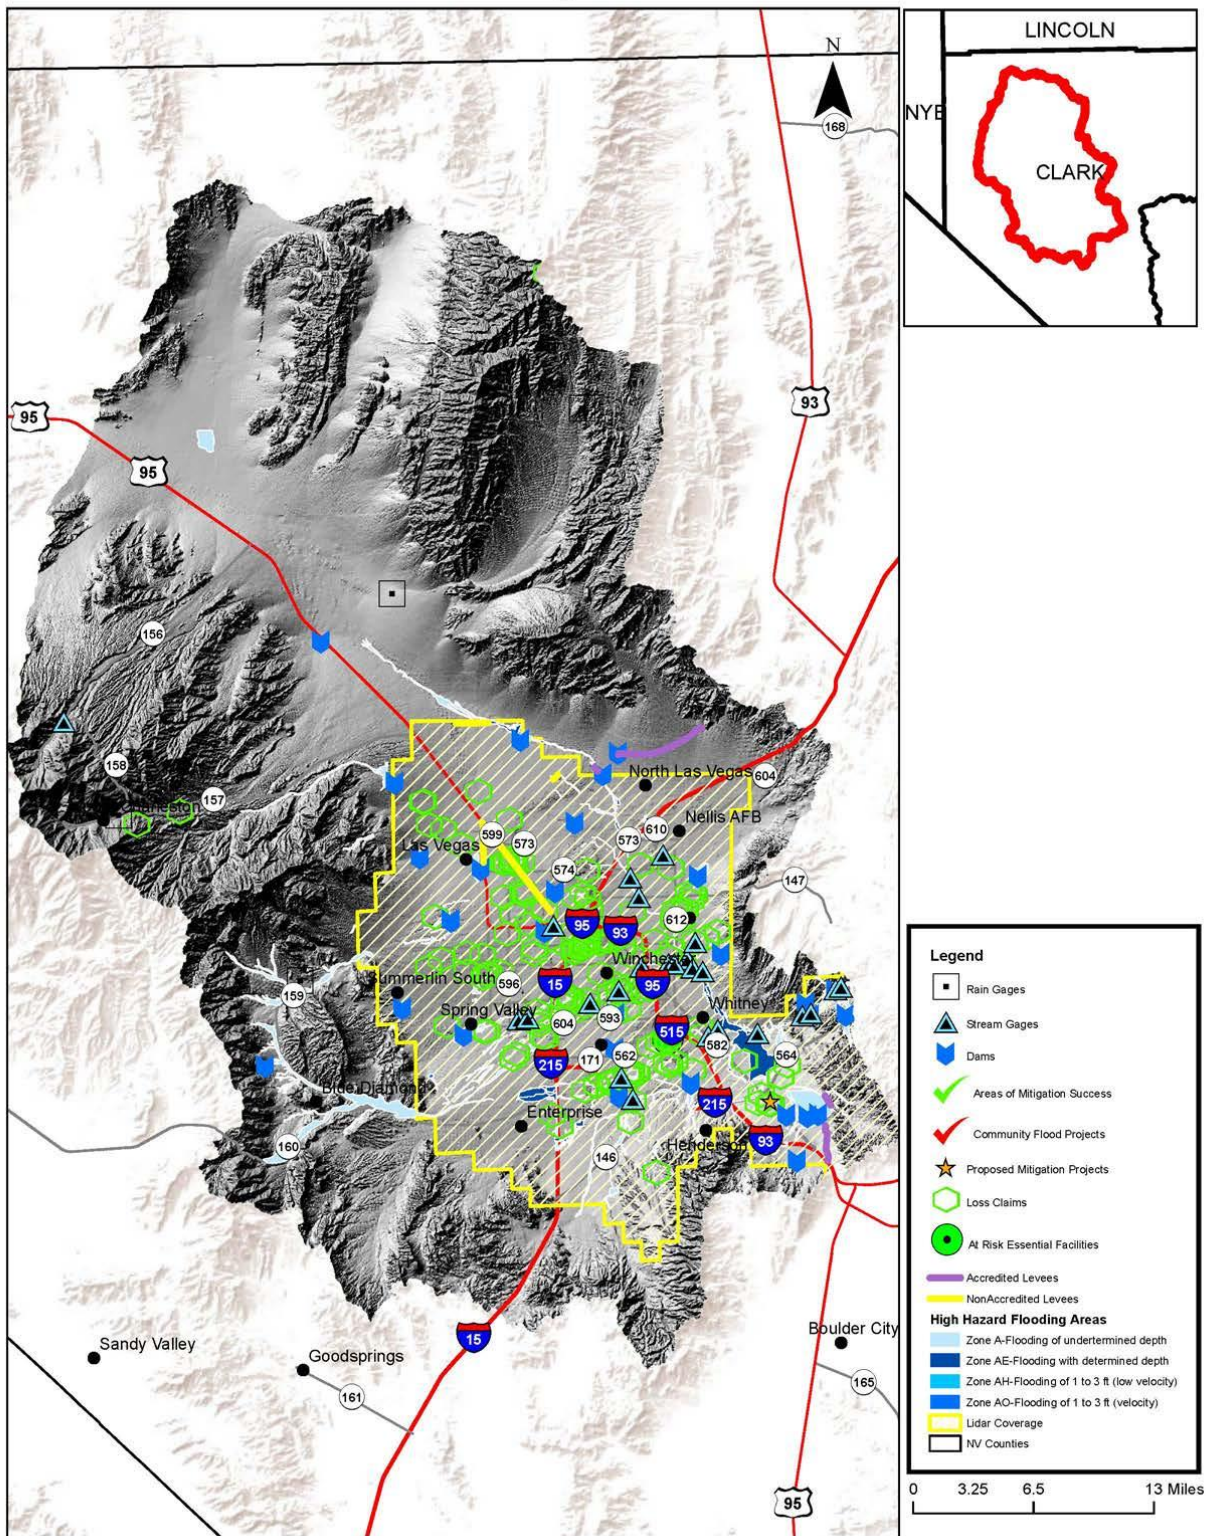 LINCOLN
N
NYE
168
CLARK
93
95
95
156
158
157
604
North Las Vegas
610
Nellis AFB
599
573
573
Las Vegas
574
147
612
95
93
Winchester
Summerlin South
596
15
95
159
Spring Valley
604
593
Whitney
515
582
171
562
564
215
Blue Diamond
215
Enterprise
93
Henderson
160
146
15
Boulder City
Sandy Valley
Goodsprings
161
165
95
Legend
Rain Gages
Stream Gages
Dams
Areas of Mitigation Success
Community Flood Projects
Proposed Mitigation Projects
Loss Claims
At Risk Essential Facilities
Accredited Levees
NonAccredited Levees
High Hazard Flooding Areas
Zone A-Flooding of undertermined depth
Zone AE-Flooding with determined depth
Zone AH-Flooding of 1 to 3 ft (low velocity)
Zone AO-Flooding of 1 to 3 ft (velocity)
Lidar Coverage
NV Counties
0 3.25 6.5 13 Miles